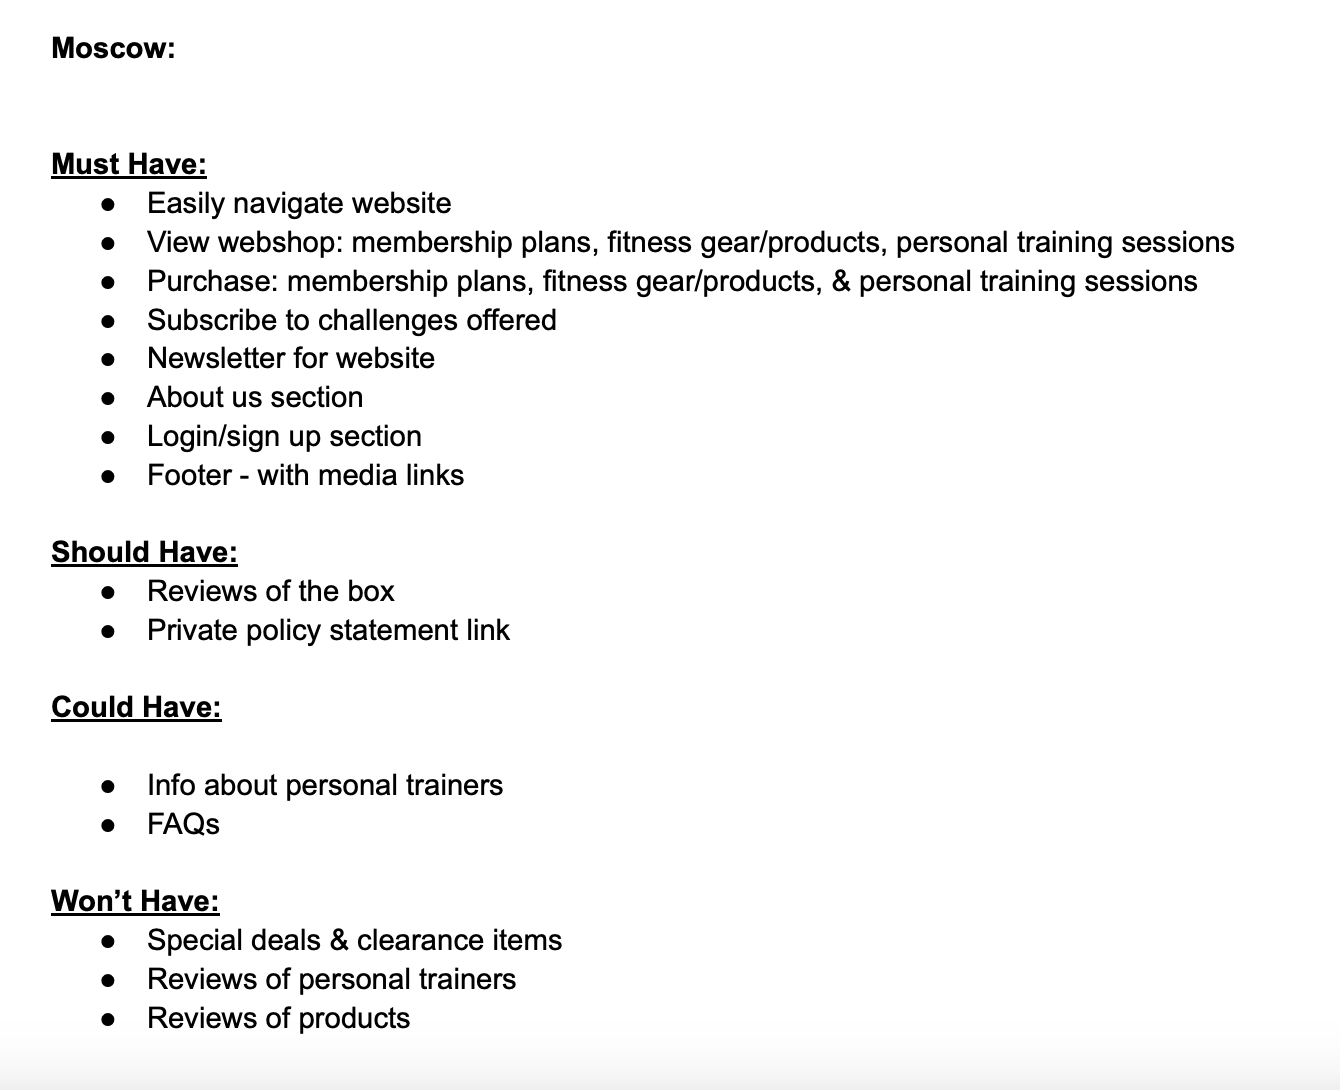 Moscow:
Must Have:
● Easily navigate website
● View webshop: membership plans, fitness gear/products, personal training sessions
● Purchase: membership plans, fitness gear/products, & personal training sessions
● Subscribe to challenges offered
● Newsletter for website
● About us section
● Login/sign up section
● Footer - with media links
Should Have:
● Reviews of the box
● Private policy statement link
Could Have:
● Info about personal trainers
● FAQs
Won’t Have:
● Special deals & clearance items
● Reviews of personal trainers
● Reviews of products